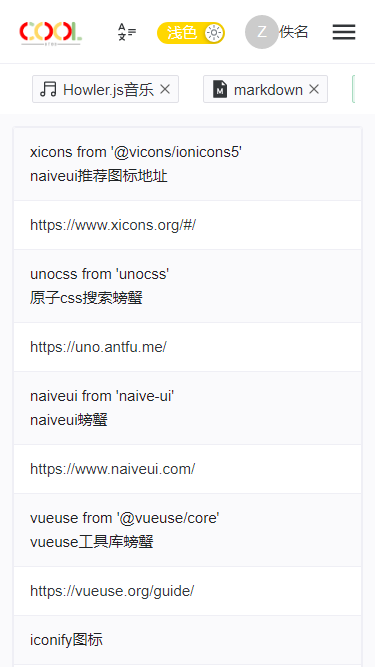 COOL
浅色
Z 佚名
Howler.js音乐
markdown
xicons from '@vicons/ionicons5'
naiveui推荐图标地址
https://www.xicons.org/#/
unocss from 'unocss'
原子css搜索螃蟹
https://uno.antfu.me/
naiveui from 'naive-ui'
naiveui螃蟹
https://www.naiveui.com/
vueuse from '@vueuse/core'
vueuse工具库螃蟹
https://vueuse.org/guide/
iconify图标